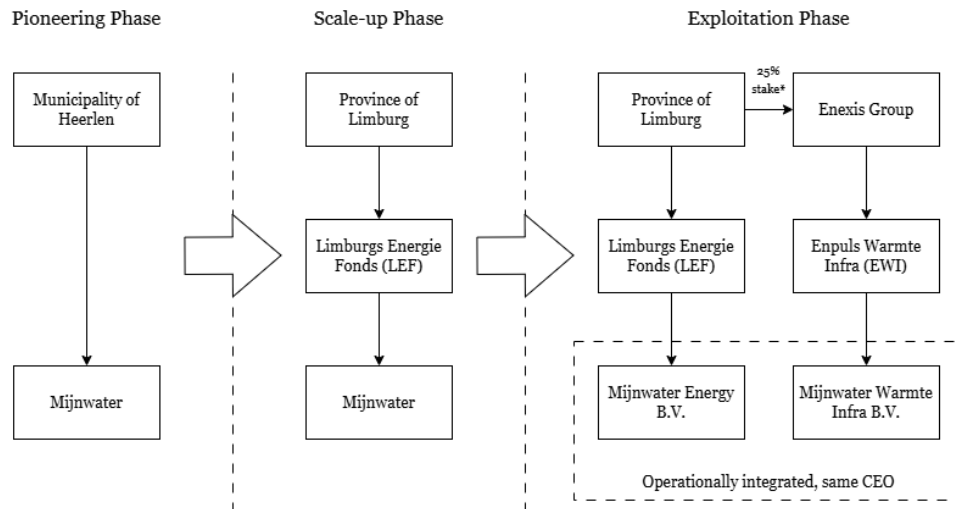 Pioneering Phase
Scale-up Phase
Exploitation Phase
Municipality of
Heerlen
Province of
Limburg
Province of
Limburg
25%
stake*
Enexis Group
Limburgs Energie
Fonds (LEF)
Limburgs Energie
Fonds (LEF)
Enpuls Warmte
Infra (EWI)
Mijnwater
Mijnwater
Mijnwater Energy
B.V.
Mijnwater Warmte
Infra B.V.
Operationally integrated, same CEO